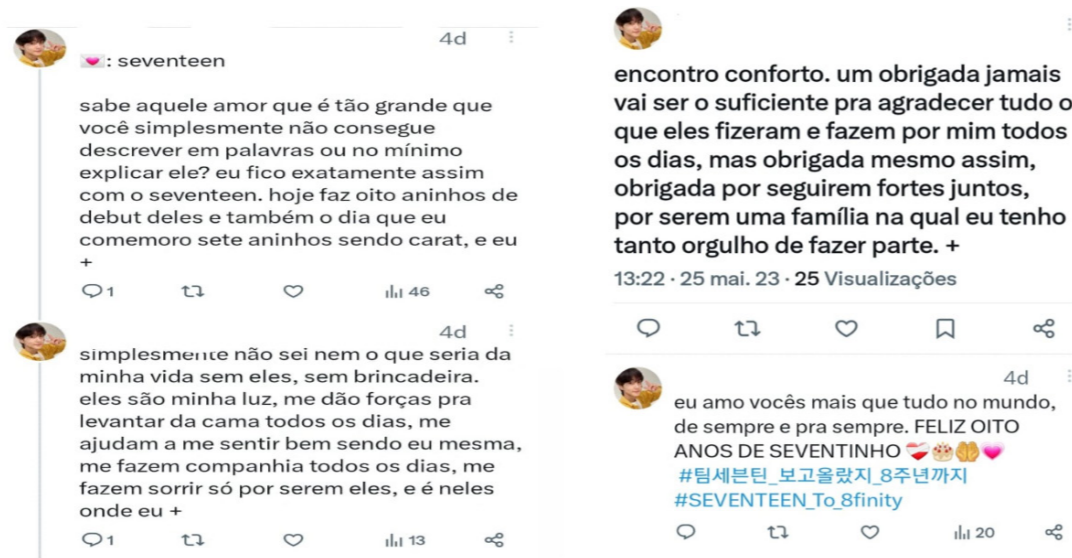 4d
💌: seventeen
sabe aquele amor que é tão grande que
você simplesmente não consegue
descrever em palavras ou no mínimo
explicar ele? eu fico exatamente assim
com o seventeen. hoje faz oito aninhos de
debut deles e também o dia que eu
comemoro sete aninhos sendo carat, e eu
+
1 46
4d
simplesmente não sei nem o que seria da
minha vida sem eles, sem brincadeira.
eles são minha luz, me dão forças pra
levantar da cama todos os dias, me
ajudam a me sentir bem sendo eu mesma,
me fazem companhia todos os dias, me
fazem sorrir só por serem eles, e é neles
onde eu +
1 13
encontro conforto. um obrigada jamais
vai ser o suficiente pra agradecer tudo o
que eles fizeram e fazem por mim todos
os dias, mas obrigada mesmo assim,
obrigada por seguirem fortes juntos,
por serem uma família na qual eu tenho
tanto orgulho de fazer parte. +
13:22 · 25 mai. 23 · 25 Visualizações
4d
eu amo vocês mais que tudo no mundo,
de sempre e pra sempre. FELIZ OITO
ANOS DE SEVENTINHO ❤️‍🩹🎂🤲💗
#팀세븐틴_보고올랐지_8주년까지
#SEVENTEEN_To_8finity
20